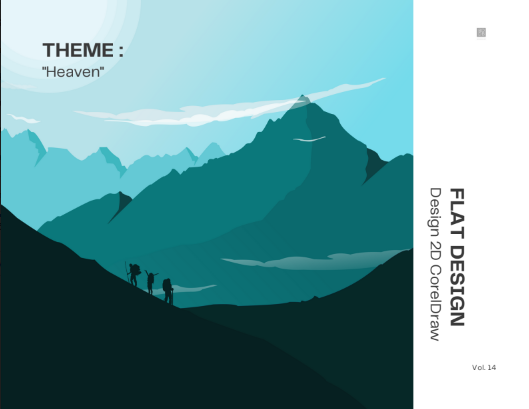 THEME :
"Heaven"
FLAT DESIGN
Design 2D CorelDraw
Vol. 14